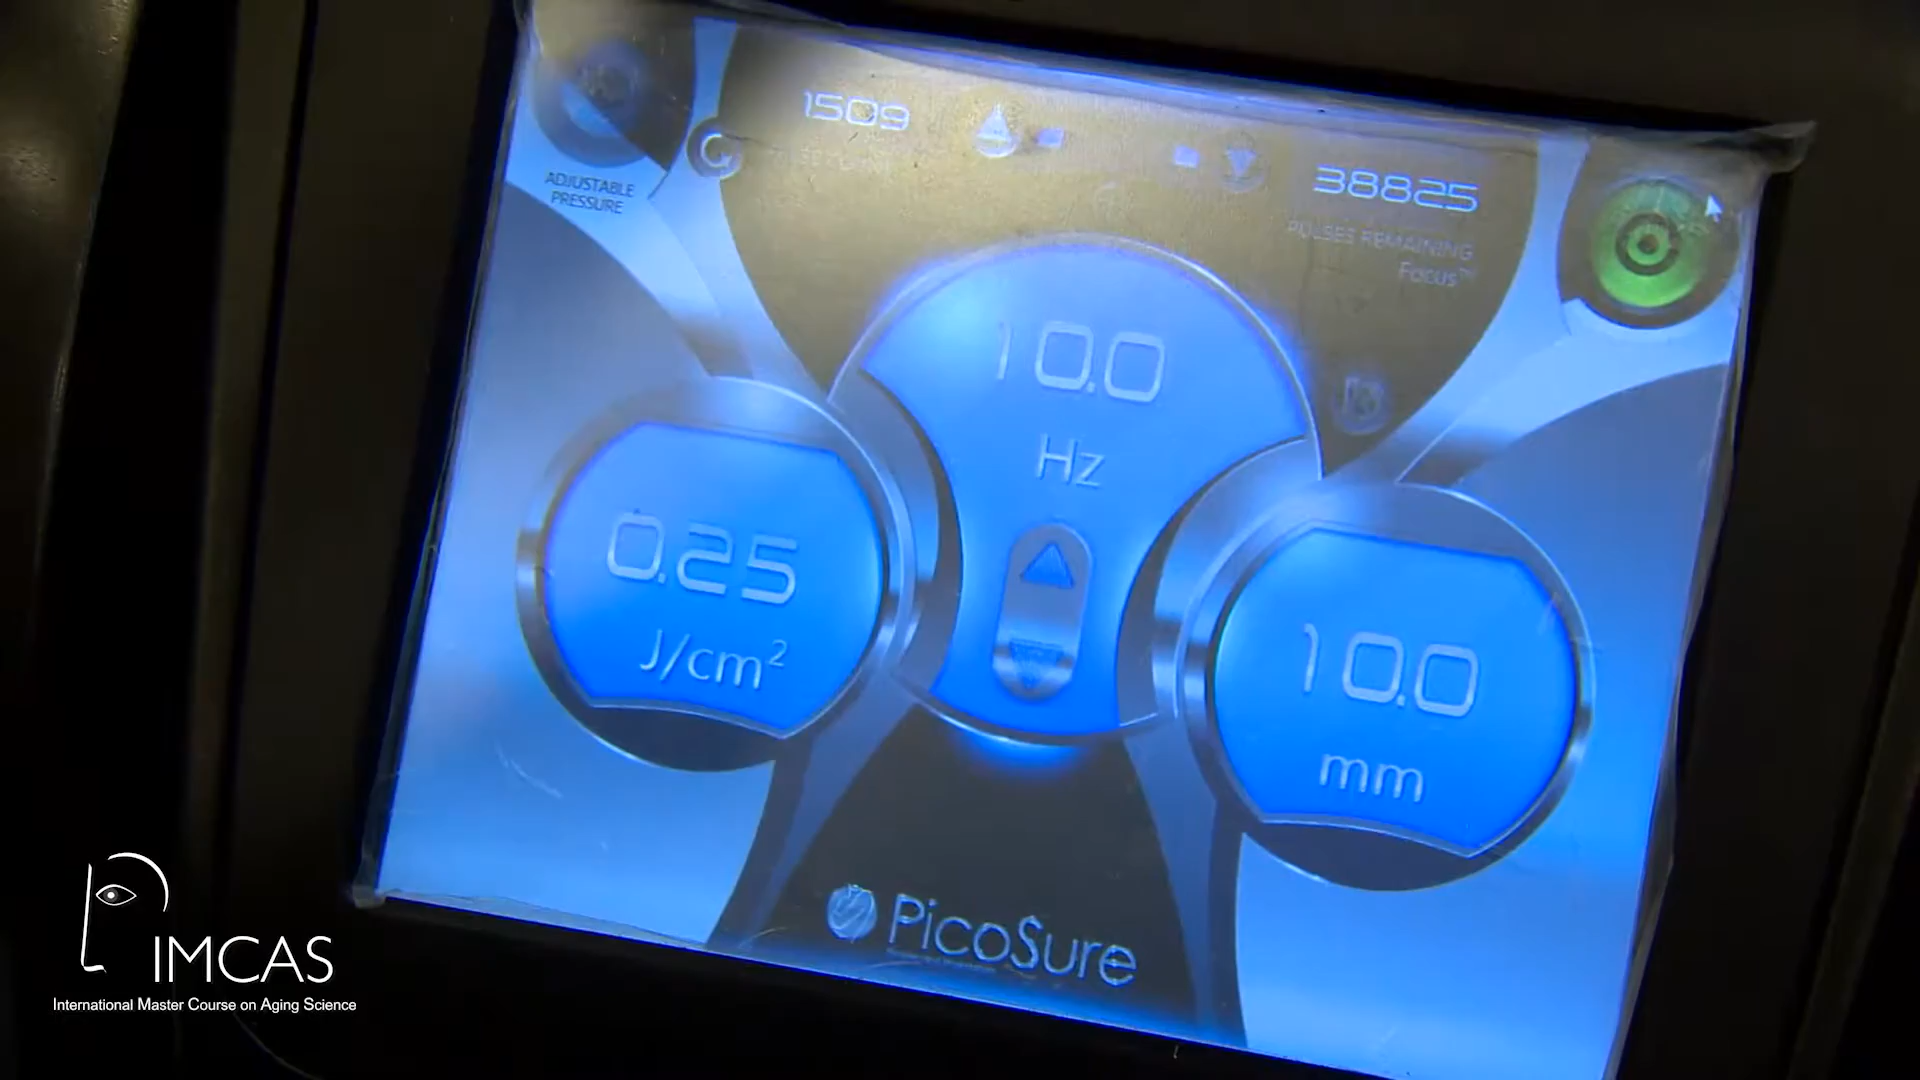 1509
38825
ADJUSTABLE
PRESSURE
PULSES REMAINING
Focus™
10.0
Hz
0.25
J/cm²
10.0
mm
PicoSure
IMCAS
International Master Course on Aging Science